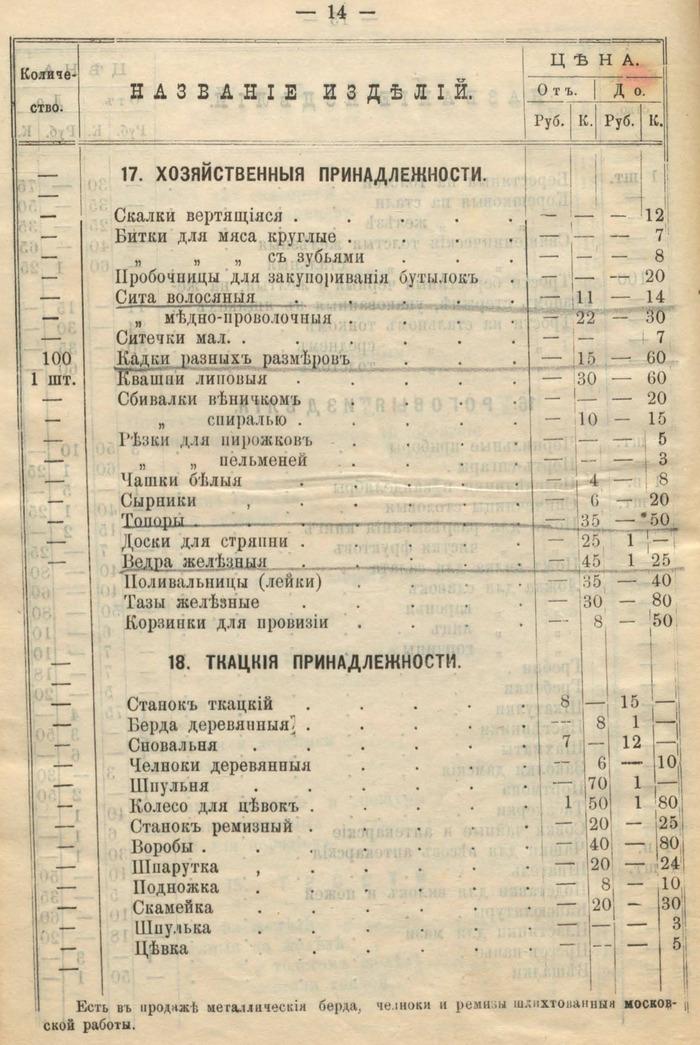 — 14 —
Количе-
ство.
НАЗВАНІЕ ИЗДѢЛІЙ.
ЦѢНА.
Отъ. До.
Руб. К. Руб. К.
— 17. ХОЗЯЙСТВЕННЫЯ ПРИНАДЛЕЖНОСТИ.
— Скалки вертящіяся . . . . . — — — 12
— Битки для мяса круглые . . . . — — — 7
— „ „ „ съ зубьями . . . — — — 8
— Пробочницы для закупориванія бутылокъ . — — — 20
— Сита волосяныя . . . . . — 11 — 14
— „ мѣдно-проволочныя . . . . — 22 — 30
— Ситечки мал. . . . . . — — — 7
100 Кадки разныхъ размѣровъ . . . . — 15 — 60
1 шт. Квашни липовыя . . . . . — 30 — 60
— Сбивалки вѣничкомъ . . . . — — — 20
— „ спиралью . . . . . — 10 — 15
— Рѣзки для пирожковъ . . . . — — — 5
— „ „ пельменей . . . . — — — 3
— Чашки бѣлыя . . . . . — 4 — 8
— Сырники . . . . . — 6 — 20
— Топоры . . . . . . — 35 — 50
— Доски для стряпни . . . . . — 25 1 —
— Ведра желѣзныя . . . . . — 45 1 25
— Поливальницы (лейки) . . . . — 35 — 40
— Тазы желѣзные . . . . . — 30 — 80
— Корзинки для провизіи . . . . — 8 — 50
— 18. ТКАЦКІЯ ПРИНАДЛЕЖНОСТИ.
— Станокъ ткацкій . . . . . 8 — 15 —
— Берда деревянныя . . . . . — 8 1 —
— Сновальня . . . . . 7 — 12 —
— Челноки деревянныя . . . . — 6 — 10
— Шпульня . . . . . — 70 1 —
— Колесо для цѣвокъ . . . . . 1 50 1 80
— Станокъ ремизный . . . . . — 20 — 25
— Воробы . . . . . . — 40 — 80
— Шпарутка . . . . . — 20 — 24
— Подножка . . . . . — 8 — 10
— Скамейка . . . . . — 20 — 30
— Шпулька . . . . . — — — 3
— Цѣвка . . . . . — — — 5
Есть въ продажѣ металлическія берда, челноки и ремизы шлихтованныя москов-
ской работы.